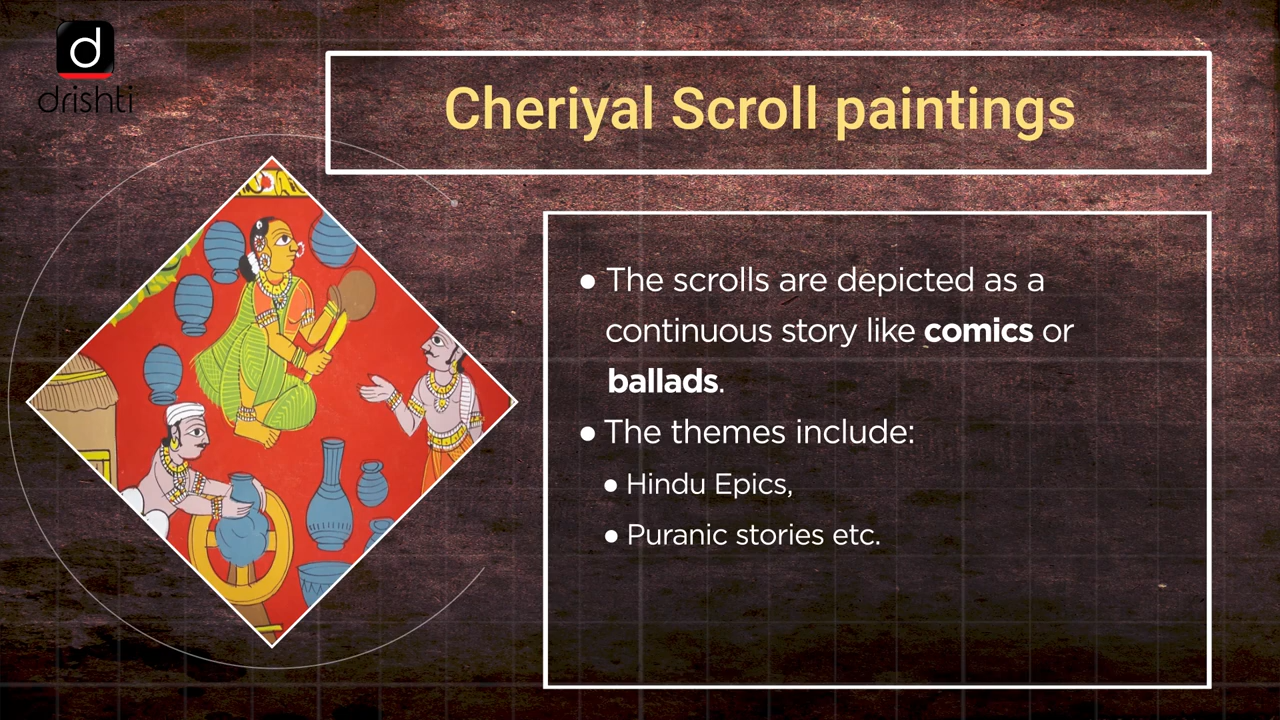 d
drishti
Cheriyal Scroll paintings
● The scrolls are depicted as a
continuous story like comics or
ballads.
● The themes include:
● Hindu Epics,
● Puranic stories etc.